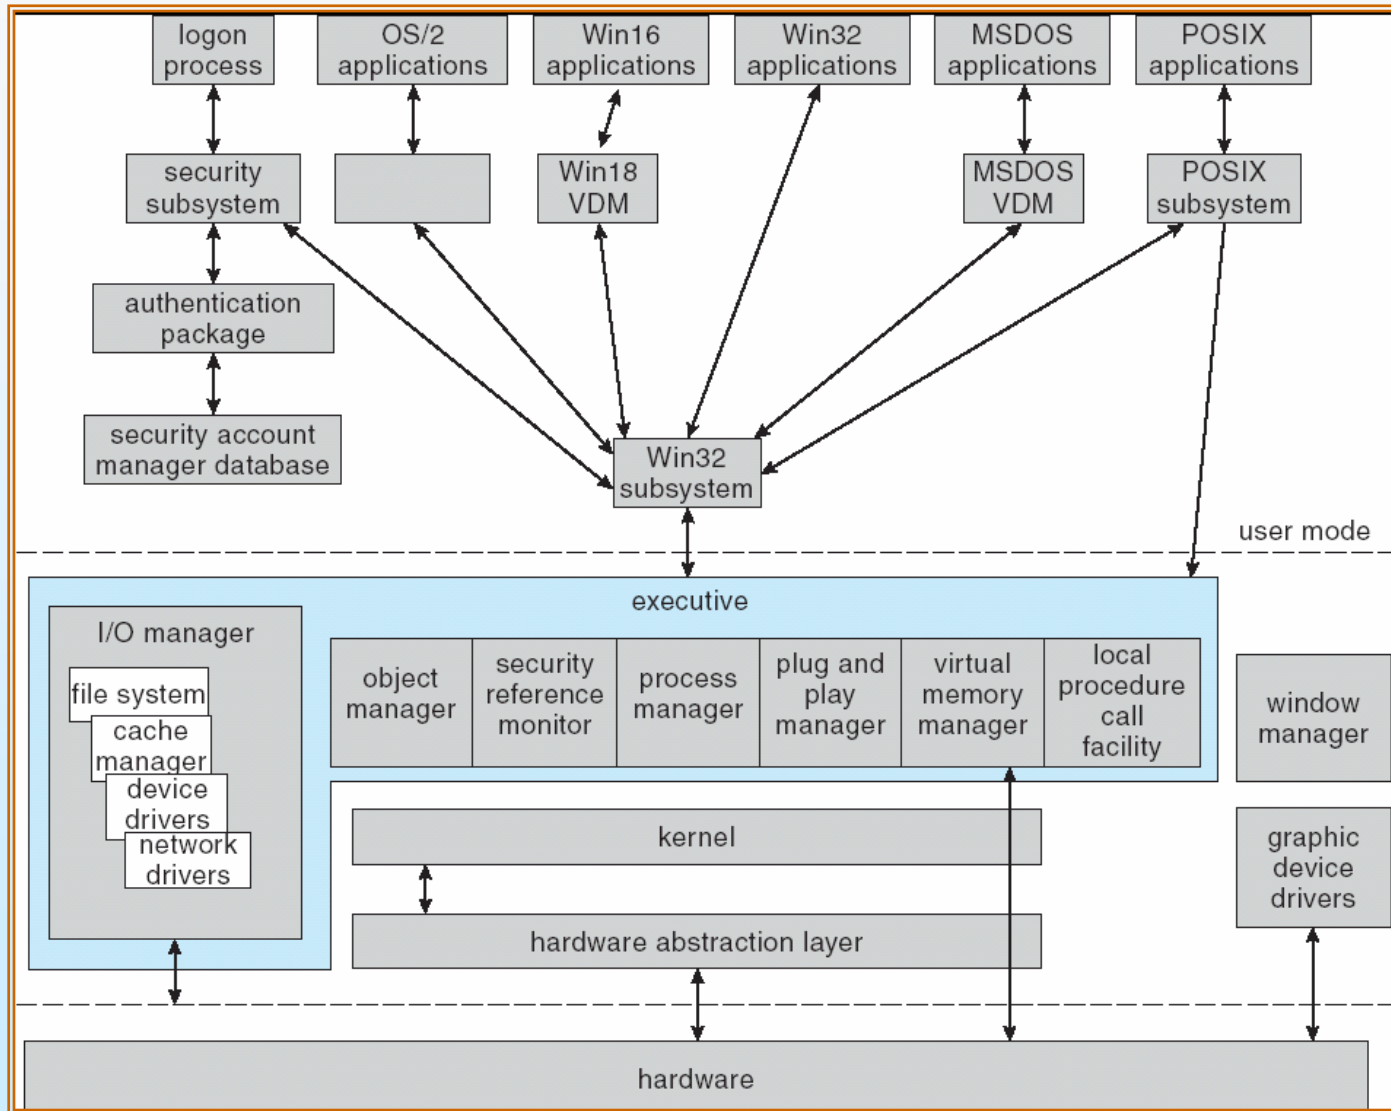 logon
process
OS/2
applications
Win16
applications
Win32
applications
MSDOS
applications
POSIX
applications
security
subsystem
Win18
VDM
MSDOS
VDM
POSIX
subsystem
authentication
package
security account
manager database
Win32
subsystem
user mode
executive
I/O manager
file system
cache
manager
device
drivers
network
drivers
object
manager
security
reference
monitor
process
manager
plug and
play
manager
virtual
memory
manager
local
procedure
call
facility
window
manager
kernel
graphic
device
drivers
hardware abstraction layer
hardware